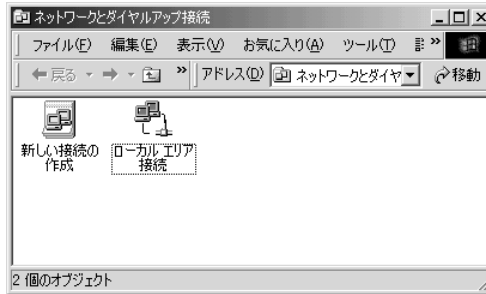 ネットワークとダイヤルアップ接続
ファイル(F) 編集(E) 表示(V) お気に入り(A) ツール(T)
戻る アドレス(D) ネットワークとダイヤ 移動
新しい接続の
作成
ローカル エリア
接続
2 個のオブジェクト